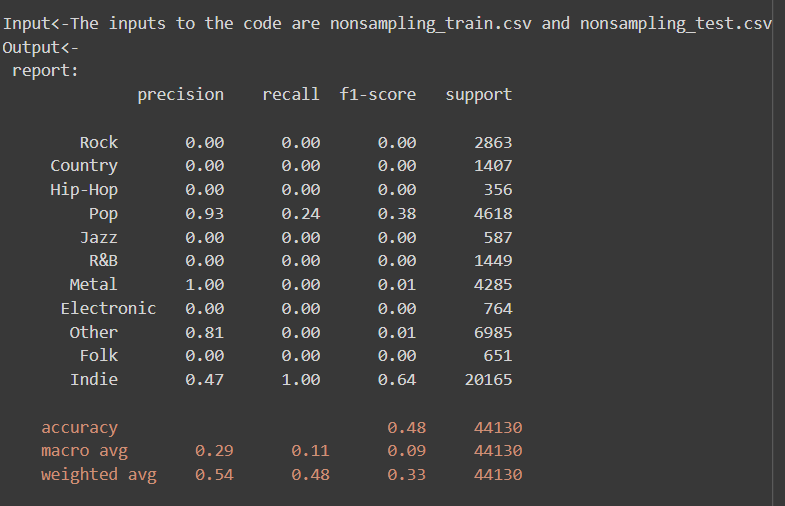 Input<-The inputs to the code are nonsampling_train.csv and nonsampling_test.csv
Output<-
report:
precision recall f1-score support
Rock 0.00 0.00 0.00 2863
Country 0.00 0.00 0.00 1407
Hip-Hop 0.00 0.00 0.00 356
Pop 0.93 0.24 0.38 4618
Jazz 0.00 0.00 0.00 587
R&B 0.00 0.00 0.00 1449
Metal 1.00 0.00 0.01 4285
Electronic 0.00 0.00 0.00 764
Other 0.81 0.00 0.01 6985
Folk 0.00 0.00 0.00 651
Indie 0.47 1.00 0.64 20165
accuracy 0.48 44130
macro avg 0.29 0.11 0.09 44130
weighted avg 0.54 0.48 0.33 44130